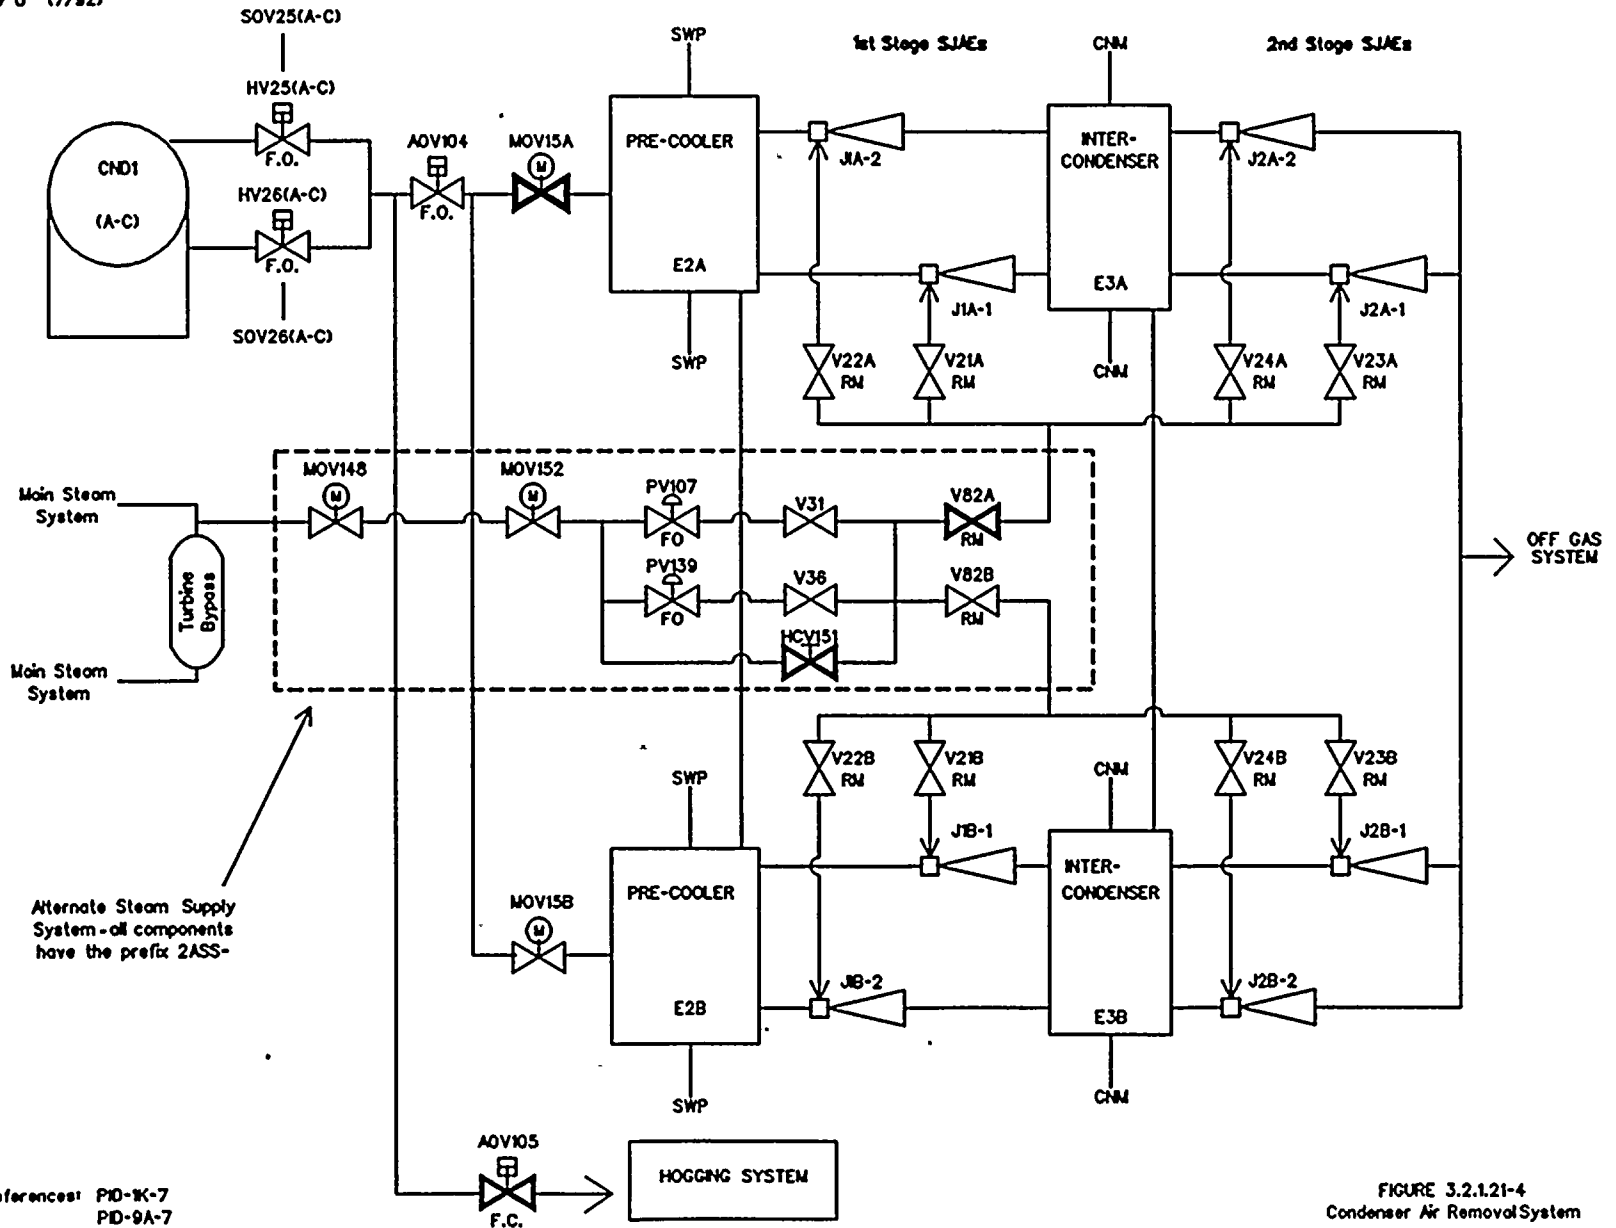 (7/92)
SOV25(A-C)
HV25(A-C)
F.O.
CND1
(A-C)
HV26(A-C)
F.O.
SOV26(A-C)
AOV104
F.O.
MOV15A
M
SWP
PRE-COOLER
E2A
SWP
1st Stage SJAEs
J1A-2
J1A-1
V22A
RM
V21A
RM
CNM
INTER-
CONDENSER
E3A
CNM
2nd Stage SJAEs
J2A-2
J2A-1
V24A
RM
V23A
RM
Main Steam
System
Turbine
Bypass
Main Steam
System
MOV148
M
MOV152
M
PV107
FO
V31
V82A
RM
PV139
FO
V36
V82B
RM
HCV151
OFF GAS
SYSTEM
Alternate Steam Supply
System-all components
have the prefix 2ASS-
MOV15B
M
SWP
PRE-COOLER
E2B
SWP
V22B
RM
V21B
RM
J1B-1
J1B-2
CNM
INTER-
CONDENSER
E3B
CNM
V24B
RM
V23B
RM
J2B-1
J2B-2
AOV105
F.C.
HOGGING SYSTEM
eferences: PID-1K-7
PID-9A-7
FIGURE 3.2.1.21-4
Condenser Air Removal System